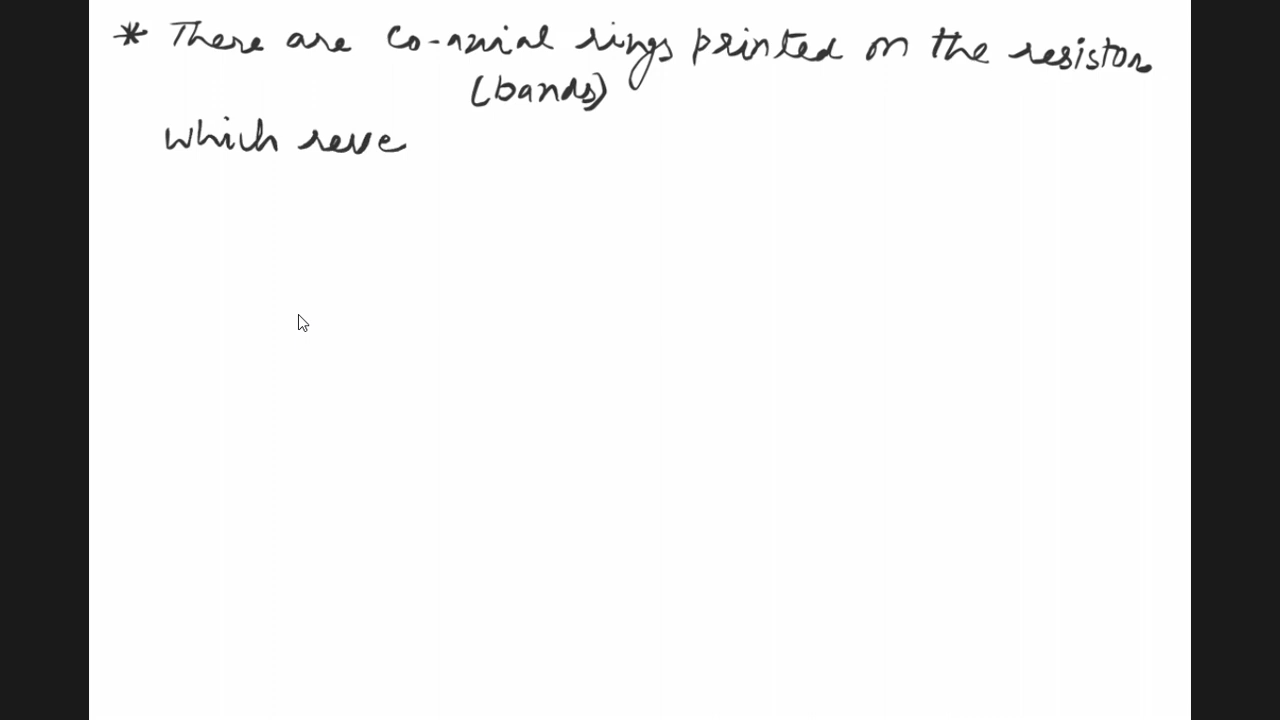 * There are co-axial rings printed on the resistor
(bands)
which reve